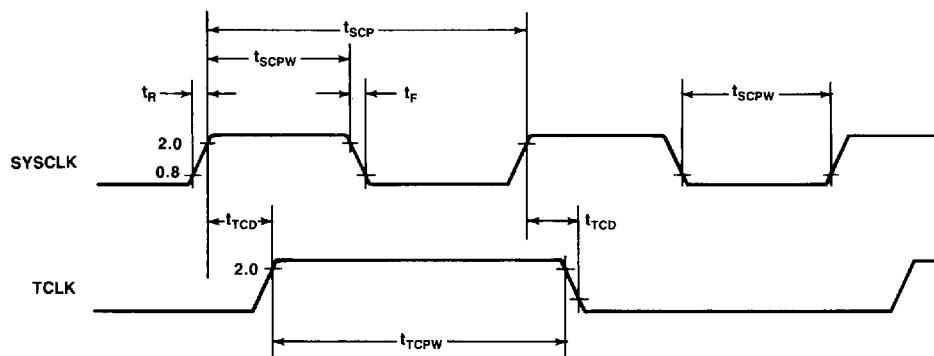 tSCP
tSCPW
tR
tF
tSCPW
2.0
SYSCLK
0.8
tTCD
tTCD
2.0
TCLK
tTCPW